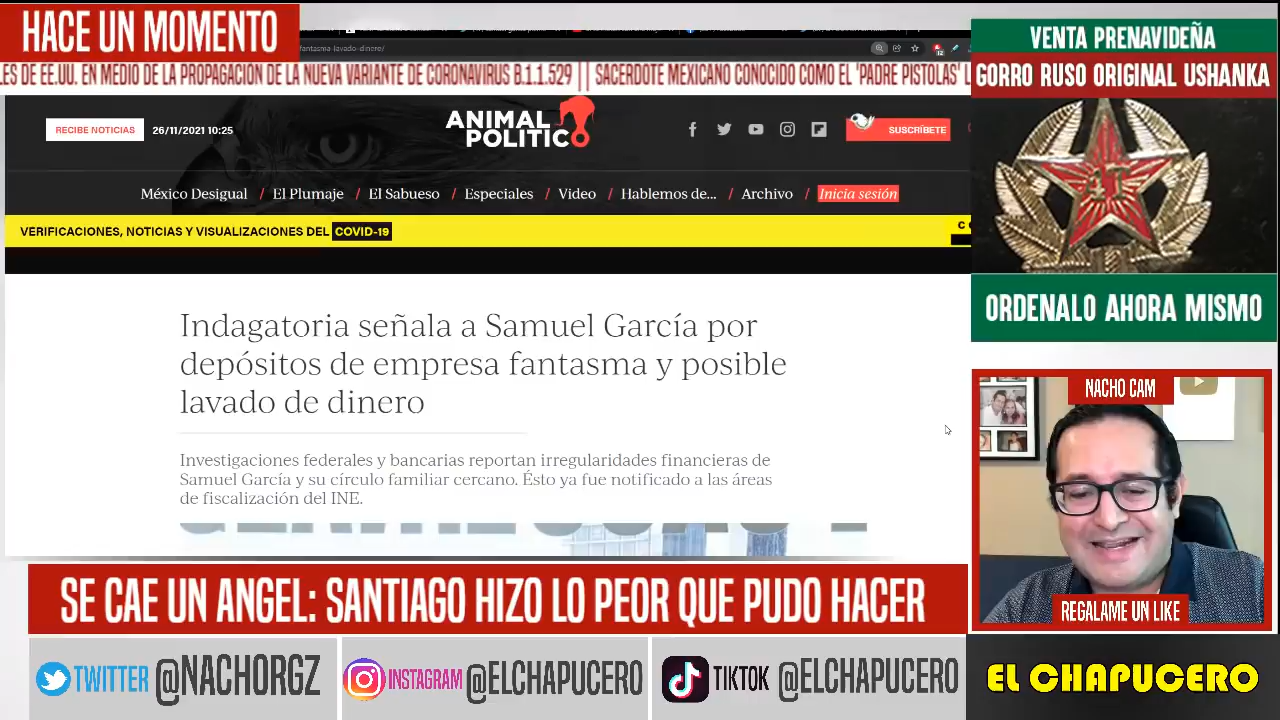 HACE UN MOMENTO
fantasma-lavado-dinero/
LES DE EE.UU. EN MEDIO DE LA PROPAGACIÓN DE LA NUEVA VARIANTE DE CORONAVIRUS B.1.1.529 || SACERDOTE MEXICANO CONOCIDO COMO EL 'PADRE PISTOLAS' L
RECIBE NOTICIAS
26/11/2021 10:25
ANIMAL
POLITICO
SUSCRÍBETE
México Desigual / El Plumaje / El Sabueso / Especiales / Video / Hablemos de... / Archivo / Inicia sesión
VERIFICACIONES, NOTICIAS Y VISUALIZACIONES DEL COVID-19
Indagatoria señala a Samuel García por
depósitos de empresa fantasma y posible
lavado de dinero
Investigaciones federales y bancarias reportan irregularidades financieras de
Samuel García y su círculo familiar cercano. Ésto ya fue notificado a las áreas
de fiscalización del INE.
VENTA PRENAVIDEÑA
GORRO RUSO ORIGINAL USHANKA
ORDENALO AHORA MISMO
NACHO CAM
REGALAME UN LIKE
SE CAE UN ANGEL: SANTIAGO HIZO LO PEOR QUE PUDO HACER
TWITTER @NACHORGZ
INSTAGRAM @ELCHAPUCERO
TIKTOK @ELCHAPUCERO
EL CHAPUCERO